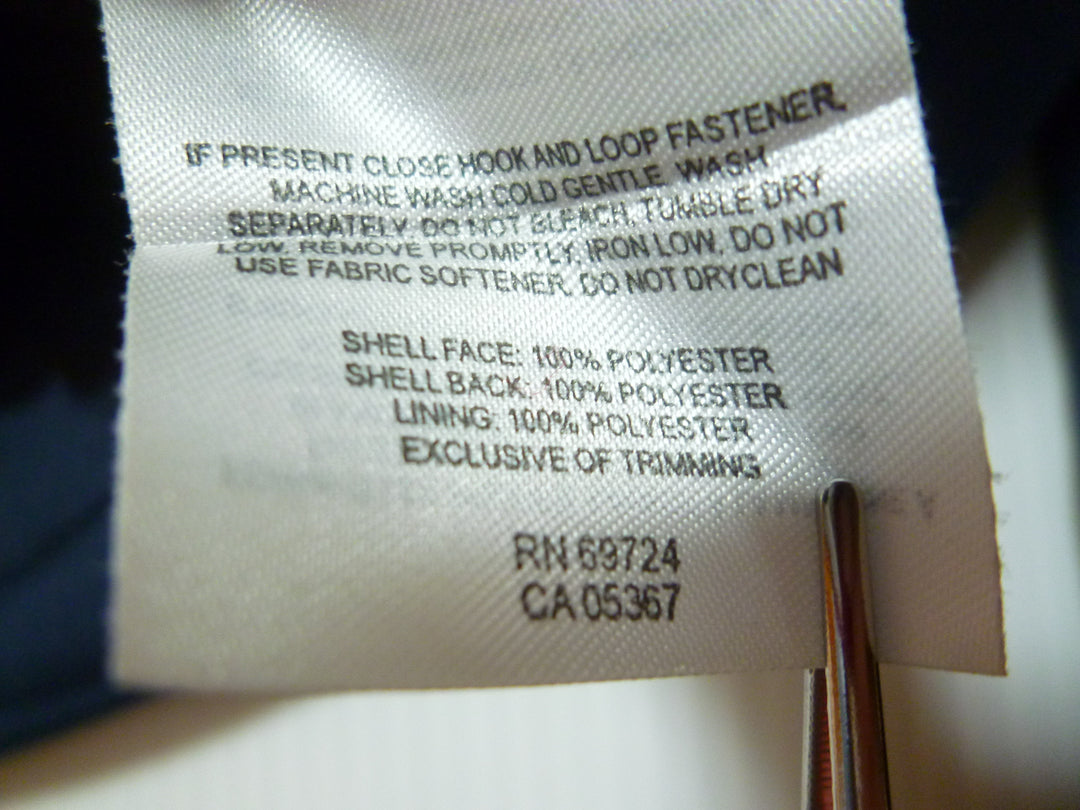 IF PRESENT CLOSE HOOK AND LOOP FASTENER,
MACHINE WASH COLD GENTLE, WASH
SEPARATELY, DO NOT BLEACH, TUMBLE DRY
LOW, REMOVE PROMPTLY, IRON LOW, DO NOT
USE FABRIC SOFTENER, DO NOT DRYCLEAN
SHELL FACE: 100% POLYESTER
SHELL BACK: 100% POLYESTER
LINING: 100% POLYESTER
EXCLUSIVE OF TRIMMING
RN 69724
CA 05367